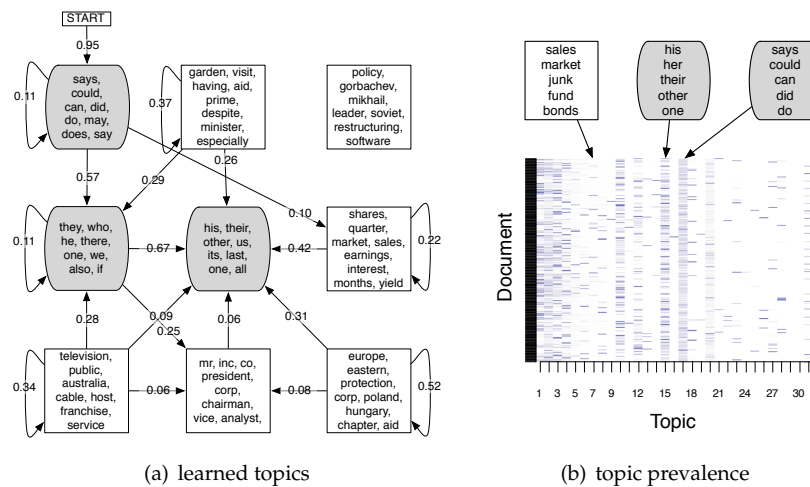 START
0.95
says,
could,
can, did,
do, may,
does, say
0.11
garden, visit,
having, aid,
prime,
despite,
minister,
especially
0.37
policy,
gorbachev,
mikhail,
leader, soviet,
restructuring,
software
0.57
0.29
0.26
0.10
they, who,
he, there,
one, we,
also, if
0.11
0.67
his, their,
other, us,
its, last,
one, all
0.42
shares,
quarter,
market, sales,
earnings,
interest,
months, yield
0.22
0.28
0.09
0.25
0.06
0.31
television,
public,
australia,
cable, host,
franchise,
service
0.34
0.06
mr, inc, co,
president,
corp,
chairman,
vice, analyst,
0.08
europe,
eastern,
protection,
corp, poland,
hungary,
chapter, aid
0.52
(a) learned topics
sales
market
junk
fund
bonds
his
her
their
other
one
says
could
can
did
do
Document
1 3 5 7 9 12 15 18 21 24 27 30
Topic
(b) topic prevalence